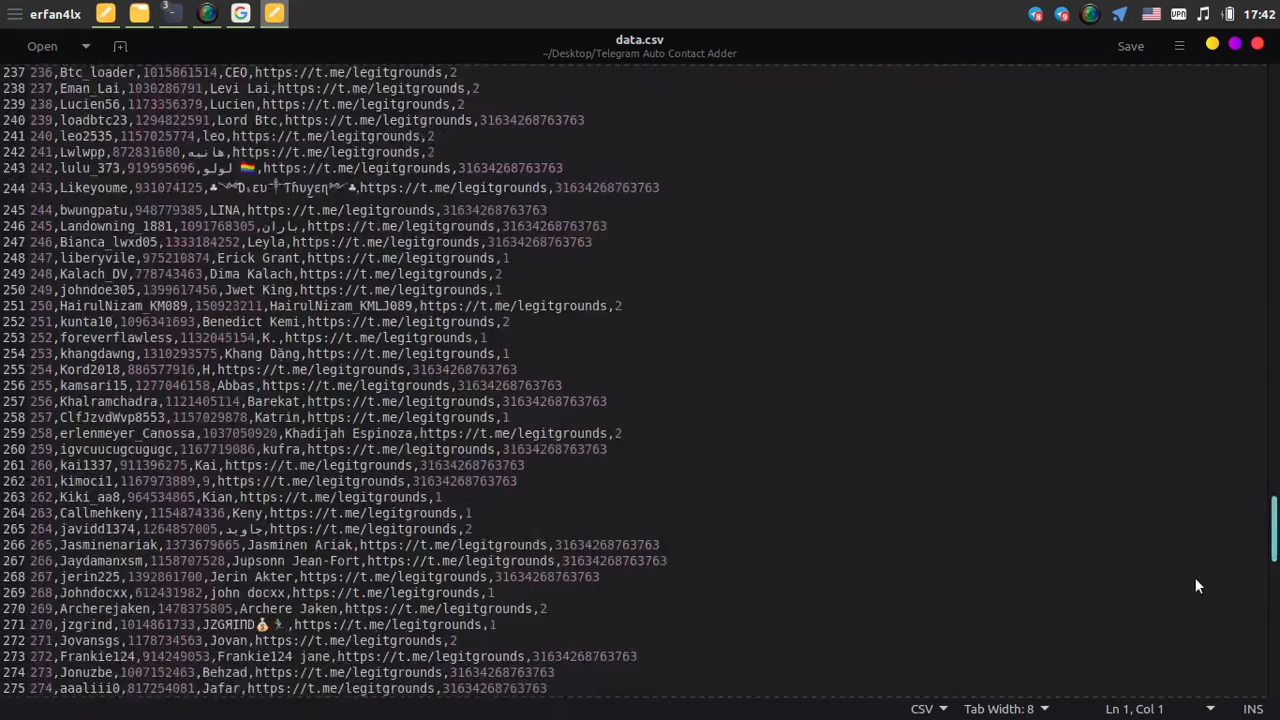 erfan4lx
3
8
9
VPN
17:42
Open
data.csv
~/Desktop/Telegram Auto Contact Adder
Save
237 236,Btc_loader,1015861514,CEO,https://t.me/legitgrounds,2
238 237,Eman_Lai,1030286791,Levi Lai,https://t.me/legitgrounds,2
239 238,Lucien56,1173356379,Lucien,https://t.me/legitgrounds,2
240 239,loadbtc23,1294822591,Lord Btc,https://t.me/legitgrounds,31634268763763
241 240,leo2535,1157025774,leo,https://t.me/legitgrounds,2
242 241,Lwlwpp,872831680,هانیه,https://t.me/legitgrounds,2
243 242,lulu_373,919595696,لولو 🏳️‍🌈,https://t.me/legitgrounds,31634268763763
244 243,Likeyoume,931074125,https://t.me/legitgrounds,31634268763763
245 244,bwungpatu,948779385,LINA,https://t.me/legitgrounds,31634268763763
246 245,Landowning_1881,1091768305,باران,https://t.me/legitgrounds,31634268763763
247 246,Bianca_lwxd05,1333184252,Leyla,https://t.me/legitgrounds,31634268763763
248 247,liberyvile,975210874,Erick Grant,https://t.me/legitgrounds,1
249 248,Kalach_DV,778743463,Dima Kalach,https://t.me/legitgrounds,2
250 249,johndoe305,1399617456,Jwet King,https://t.me/legitgrounds,1
251 250,HairulNizam_KM089,150923211,HairulNizam_KMLJ089,https://t.me/legitgrounds,2
252 251,kunta10,1096341693,Benedict Kemi,https://t.me/legitgrounds,2
253 252,foreverflawless,1132045154,K.,https://t.me/legitgrounds,1
254 253,khangdawng,1310293575,Khang Dặng,https://t.me/legitgrounds,1
255 254,Kord2018,886577916,H,https://t.me/legitgrounds,31634268763763
256 255,kamsari15,1277046158,Abbas,https://t.me/legitgrounds,31634268763763
257 256,Khalramchadra,1121405114,Barekat,https://t.me/legitgrounds,31634268763763
258 257,ClfJzvdWvp8553,1157029878,Katrin,https://t.me/legitgrounds,1
259 258,erlenmeyer_Canossa,1037050920,Khadijah Espinoza,https://t.me/legitgrounds,2
260 259,igvcuucugcugugc,1167719086,kufra,https://t.me/legitgrounds,31634268763763
261 260,kai1337,911396275,Kai,https://t.me/legitgrounds,31634268763763
262 261,kimoci1,1167973889,9,https://t.me/legitgrounds,31634268763763
263 262,Kiki_aa8,964534865,Kian,https://t.me/legitgrounds,1
264 263,Callmehkeny,1154874336,Keny,https://t.me/legitgrounds,1
265 264,javidd1374,1264857005,جاوید,https://t.me/legitgrounds,2
266 265,Jasminenariak,1373679665,Jasminen Ariak,https://t.me/legitgrounds,31634268763763
267 266,Jaydamanxsm,1158707528,Jupsonn Jean-Fort,https://t.me/legitgrounds,31634268763763
268 267,jerin225,1392861700,Jerin Akter,https://t.me/legitgrounds,31634268763763
269 268,Johndocxx,612431982,john docxx,https://t.me/legitgrounds,1
270 269,Archerejaken,1478375805,Archere Jaken,https://t.me/legitgrounds,2
271 270,jzgrind,1014861733,JZGЯIПD💰,https://t.me/legitgrounds,1
272 271,Jovansgs,1178734563,Jovan,https://t.me/legitgrounds,2
273 272,Frankie124,914249053,Frankie124 jane,https://t.me/legitgrounds,31634268763763
274 273,Jonuzbe,1007152463,Behzad,https://t.me/legitgrounds,31634268763763
275 274,aaaliii0,817254081,Jafar,https://t.me/legitgrounds,31634268763763
CSV
Tab Width: 8
Ln 1, Col 1
INS